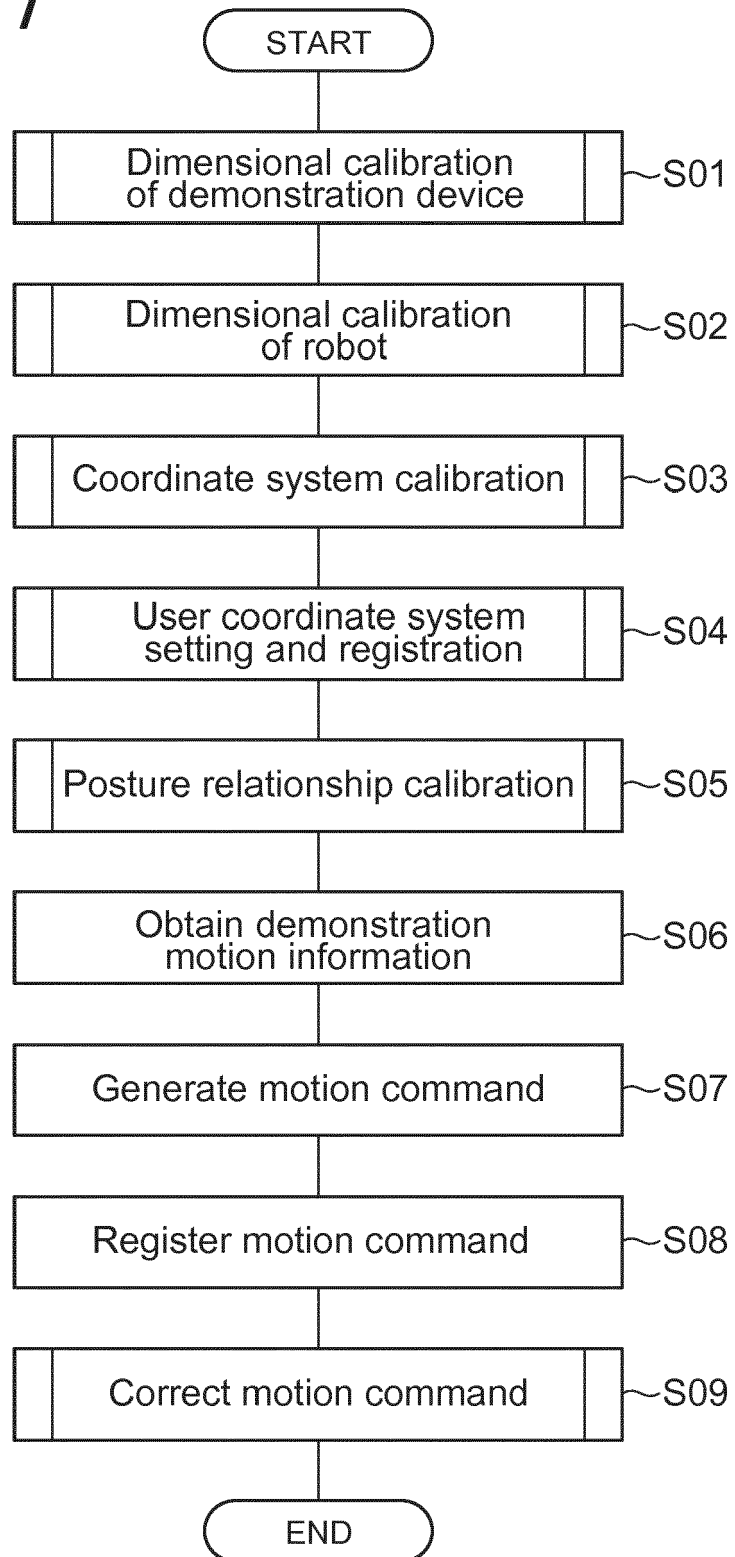 START
Dimensional calibration
of demonstration device
S01
Dimensional calibration
of robot
S02
Coordinate system calibration
S03
User coordinate system
setting and registration
S04
Posture relationship calibration
S05
Obtain demonstration
motion information
S06
Generate motion command
S07
Register motion command
S08
Correct motion command
S09
END